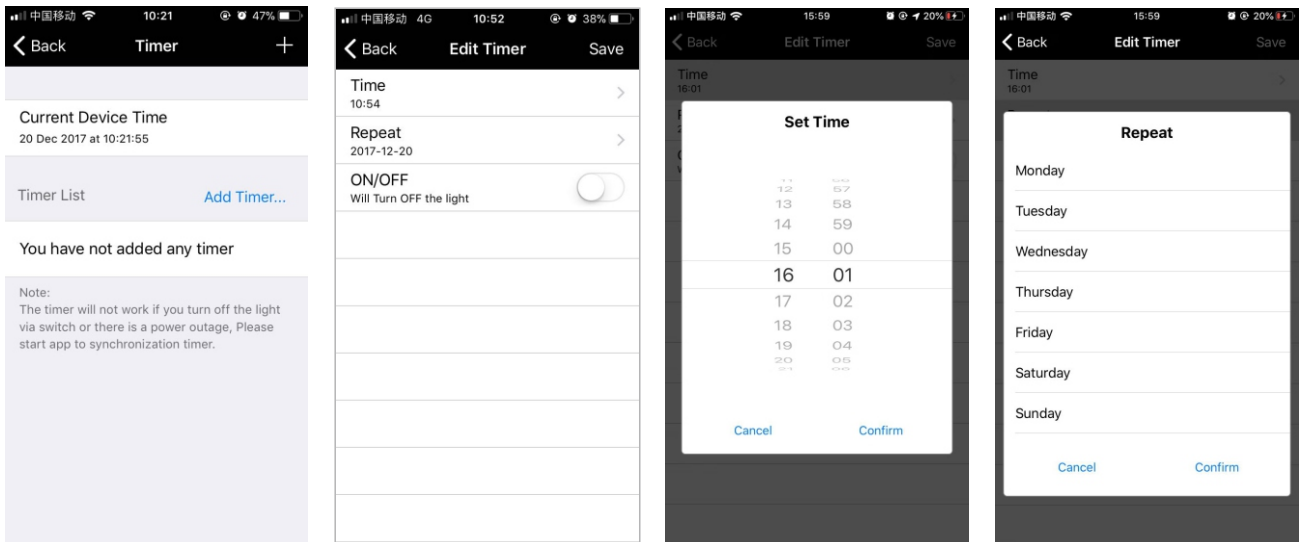 中国移动 10:21 47%
Back Timer +
Current Device Time
20 Dec 2017 at 10:21:55
Timer List Add Timer...
You have not added any timer
Note:
The timer will not work if you turn off the light
via switch or there is a power outage, Please
start app to synchronization timer.
中国移动 4G 10:52 38%
Back Edit Timer Save
Time
10:54
Repeat
2017-12-20
ON/OFF
Will Turn OFF the light
中国移动 15:59 20%
Back Edit Timer Save
Time
16:01
Set Time
12 57
13 58
14 59
15 00
16 01
17 02
18 03
19 04
20 05
21 06
Cancel Confirm
中国移动 15:59 20%
Back Edit Timer Save
Time
16:01
Repeat
Monday
Tuesday
Wednesday
Thursday
Friday
Saturday
Sunday
Cancel Confirm